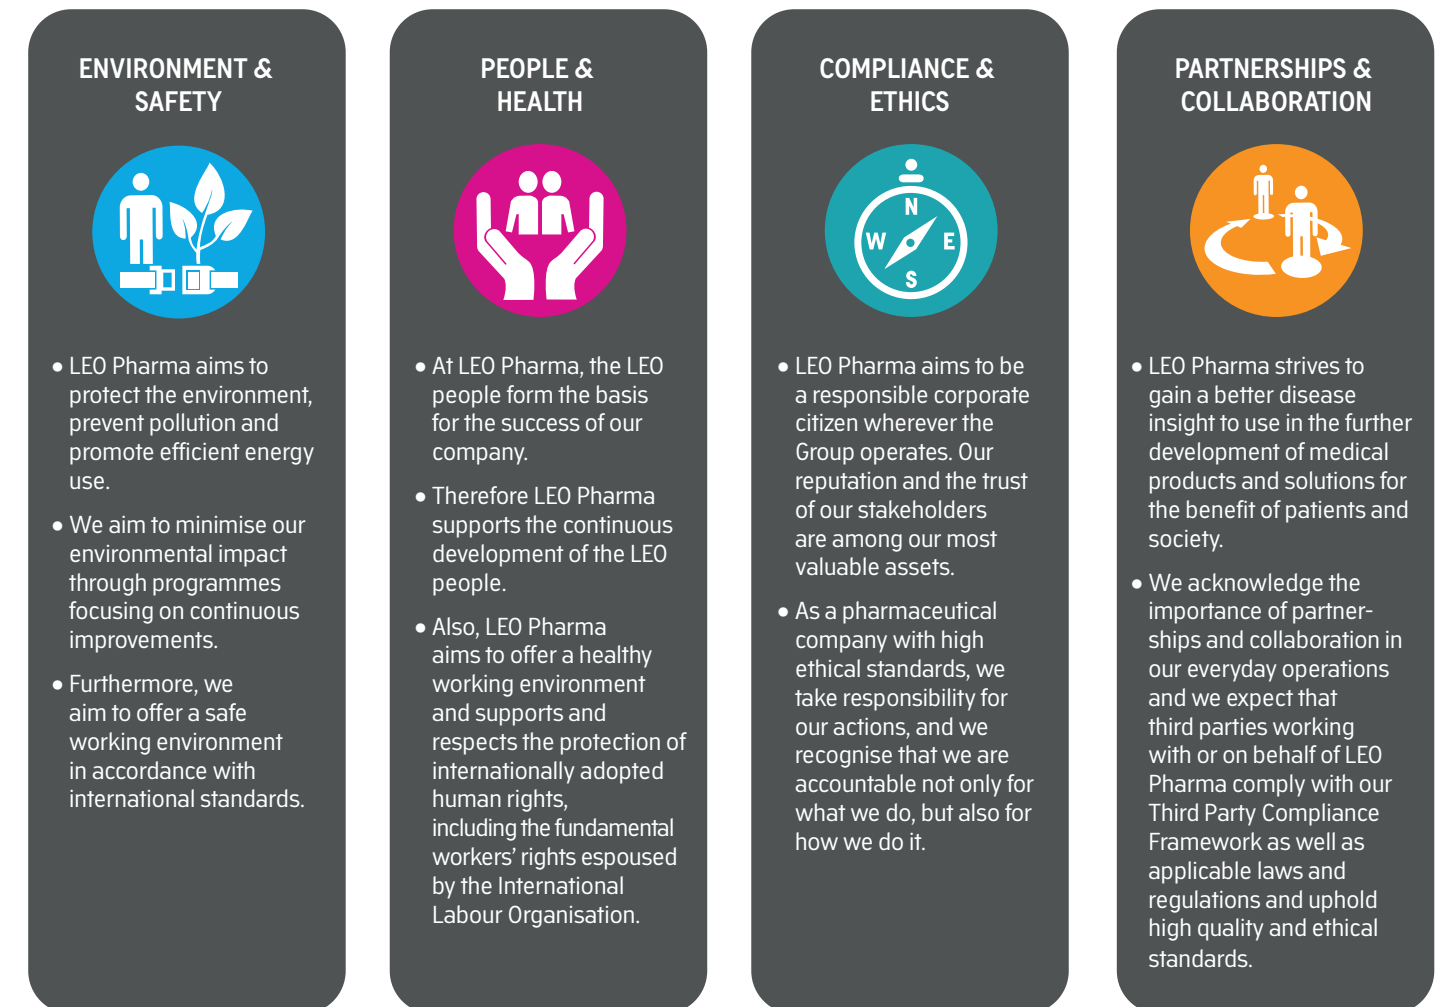 ENVIRONMENT &
SAFETY
• LEO Pharma aims to
protect the environment,
prevent pollution and
promote efficient energy
use.
• We aim to minimise our
environmental impact
through programmes
focusing on continuous
improvements.
• Furthermore, we
aim to offer a safe
working environment
in accordance with
international standards.
PEOPLE &
HEALTH
• At LEO Pharma, the LEO
people form the basis
for the success of our
company.
• Therefore LEO Pharma
supports the continuous
development of the LEO
people.
• Also, LEO Pharma
aims to offer a healthy
working environment
and supports and
respects the protection of
internationally adopted
human rights,
including the fundamental
workers’ rights espoused
by the International
Labour Organisation.
COMPLIANCE &
ETHICS
N
W E
S
• LEO Pharma aims to be
a responsible corporate
citizen wherever the
Group operates. Our
reputation and the trust
of our stakeholders
are among our most
valuable assets.
• As a pharmaceutical
company with high
ethical standards, we
take responsibility for
our actions, and we
recognise that we are
accountable not only for
what we do, but also for
how we do it.
PARTNERSHIPS &
COLLABORATION
• LEO Pharma strives to
gain a better disease
insight to use in the further
development of medical
products and solutions for
the benefit of patients and
society.
• We acknowledge the
importance of partner-
ships and collaboration in
our everyday operations
and we expect that
third parties working
with or on behalf of LEO
Pharma comply with our
Third Party Compliance
Framework as well as
applicable laws and
regulations and uphold
high quality and ethical
standards.